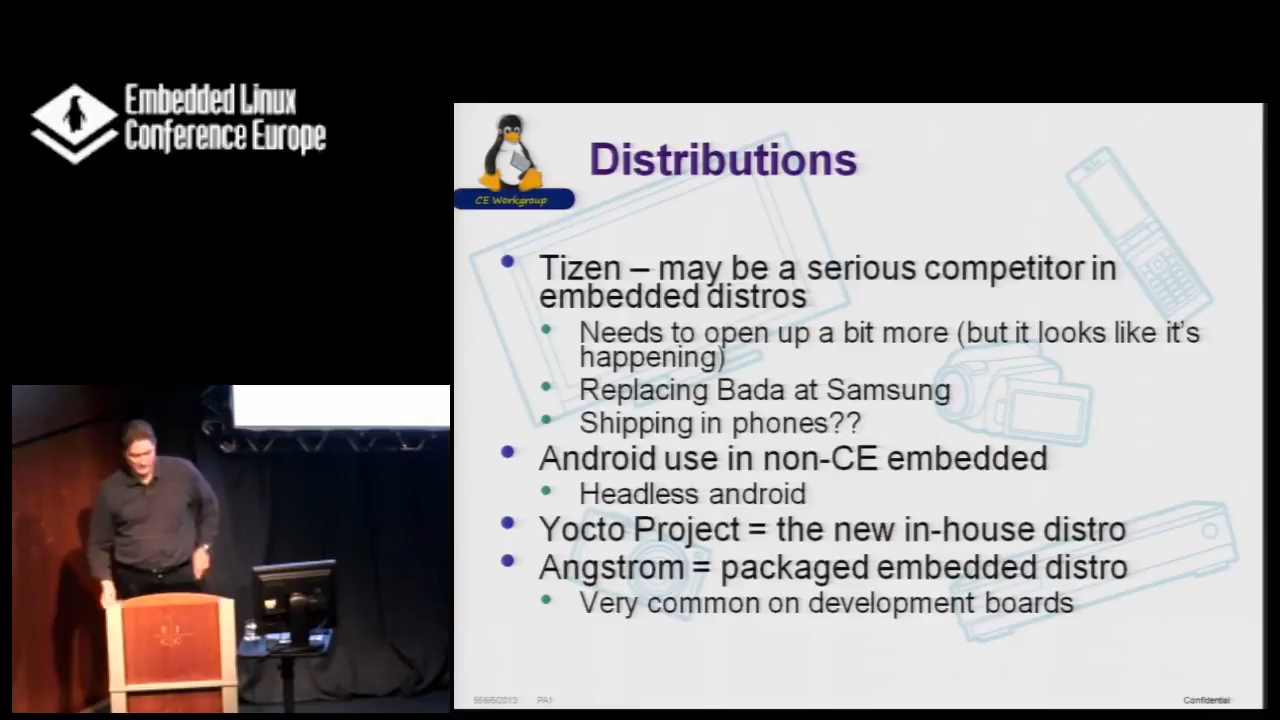 Embedded Linux
Conference Europe
CE Workgroup
Distributions
Tizen – may be a serious competitor in
embedded distros
Needs to open up a bit more (but it looks like it's
happening)
Replacing Bada at Samsung
Shipping in phones??
Android use in non-CE embedded
Headless android
Yocto Project = the new in-house distro
Angstrom = packaged embedded distro
Very common on development boards
PA1
Confidential